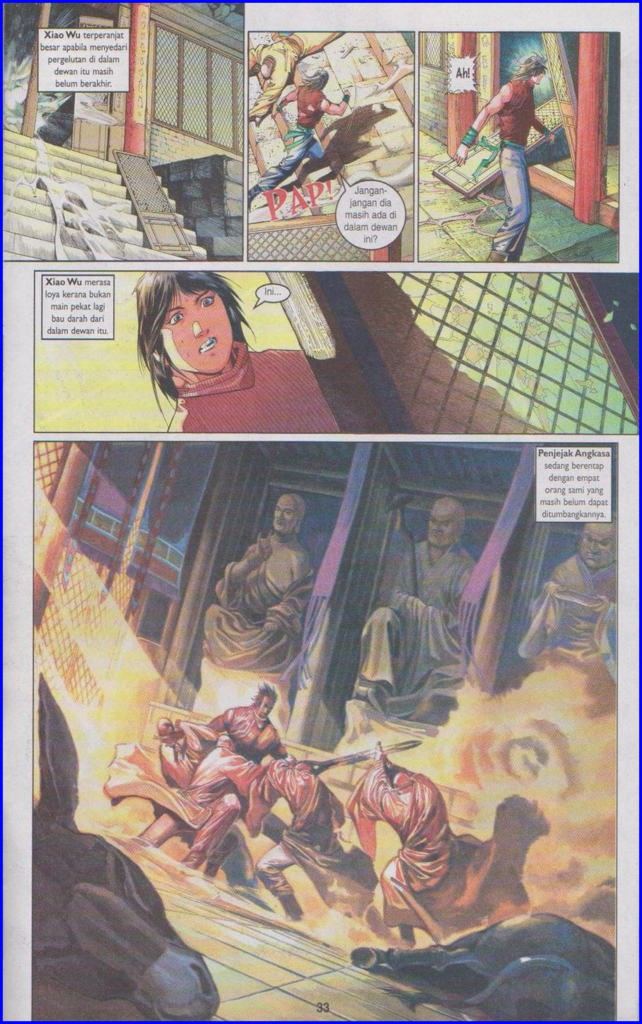 Xiao Wu terperanjat
besar apabila menyedari
pergelutan di dalam
dewan itu masih
belum berakhir.
PAP!
Jangan-
jangan dia
masih ada di
dalam dewan
ini?
Ah!
Xiao Wu merasa
loya kerana bukan
main pekat lagi
bau darah dari
dalam dewan itu.
Ini...
Penjejak Angkasa
sedang berentap
dengan empat
orang sami yang
masih belum dapat
ditumbangkannya.
33